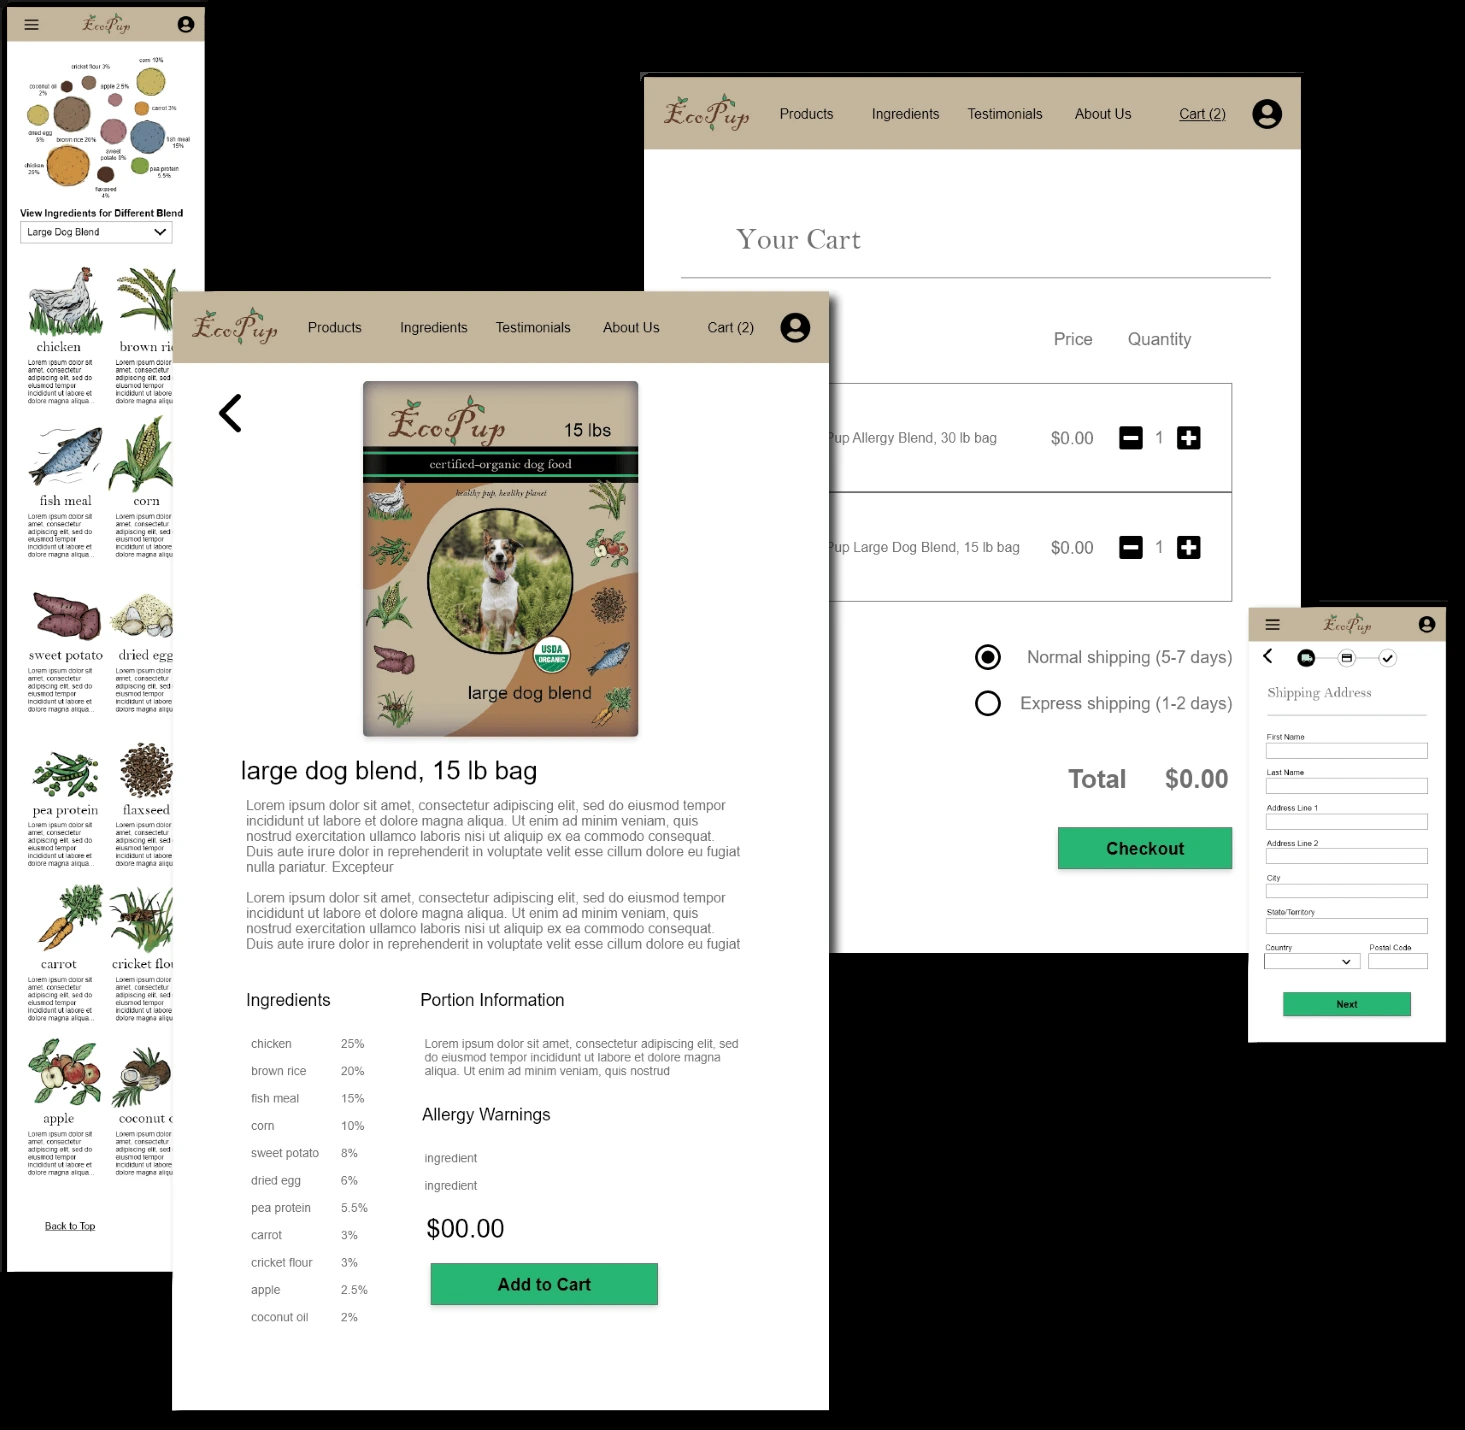 EcoPup
corn 10%
cricket flour 3%
coconut oil
2%
apple 2.5%
carrot 3%
dried egg
6%
brown rice 20%
fish meal
15%
sweet
potato 8%
chicken
25%
pea protein
5.5%
flaxseed
4%
View Ingredients for Different Blend
Large Dog Blend
chicken
Lorem ipsum dolor sit
amet, consectetur
adipiscing elit, sed do
eiusmod tempor
incididunt ut labore et
dolore magna aliqua...
brown ri
Lorem ipsum dolor
amet, consectetur
adipiscing elit, sed
eiusmod tempor
incididunt ut labore
dolore magna aliqu
fish meal
Lorem ipsum dolor sit
amet, consectetur
adipiscing elit, sed do
eiusmod tempor
incididunt ut labore et
dolore magna aliqua...
corn
Lorem ipsum dolor
amet, consectetur
adipiscing elit, sed
eiusmod tempor
incididunt ut labore
dolore magna aliqu
sweet potato
Lorem ipsum dolor sit
amet, consectetur
adipiscing elit, sed do
eiusmod tempor
incididunt ut labore et
dolore magna aliqua...
dried egg
Lorem ipsum dolor
amet, consectetur
adipiscing elit, sed
eiusmod tempor
incididunt ut labore
dolore magna aliqu
pea protein
Lorem ipsum dolor sit
amet, consectetur
adipiscing elit, sed do
eiusmod tempor
incididunt ut labore et
dolore magna aliqua...
flaxseed
Lorem ipsum dolor
amet, consectetur
adipiscing elit, sed
eiusmod tempor
incididunt ut labore
dolore magna aliqu
carrot
Lorem ipsum dolor sit
amet, consectetur
adipiscing elit, sed do
eiusmod tempor
incididunt ut labore et
dolore magna aliqua...
cricket flou
Lorem ipsum dolor
amet, consectetur
adipiscing elit, sed
eiusmod tempor
incididunt ut labore
dolore magna aliqu
apple
Lorem ipsum dolor sit
amet, consectetur
adipiscing elit, sed do
eiusmod tempor
incididunt ut labore et
dolore magna aliqua...
coconut o
Lorem ipsum dolor
amet, consectetur
adipiscing elit, sed
eiusmod tempor
incididunt ut labore
dolore magna aliqu
Back to Top
EcoPup Products Ingredients Testimonials About Us Cart (2)
EcoPup
15 lbs
certified-organic dog food
healthy pup, healthy planet
USDA
ORGANIC
large dog blend
large dog blend, 15 lb bag
Lorem ipsum dolor sit amet, consectetur adipiscing elit, sed do eiusmod tempor
incididunt ut labore et dolore magna aliqua. Ut enim ad minim veniam, quis
nostrud exercitation ullamco laboris nisi ut aliquip ex ea commodo consequat.
Duis aute irure dolor in reprehenderit in voluptate velit esse cillum dolore eu fugiat
nulla pariatur. Excepteur
Lorem ipsum dolor sit amet, consectetur adipiscing elit, sed do eiusmod tempor
incididunt ut labore et dolore magna aliqua. Ut enim ad minim veniam, quis
nostrud exercitation ullamco laboris nisi ut aliquip ex ea commodo consequat.
Duis aute irure dolor in reprehenderit in voluptate velit esse cillum dolore eu fugiat
Ingredients
chicken 25%
brown rice 20%
fish meal 15%
corn 10%
sweet potato 8%
dried egg 6%
pea protein 5.5%
carrot 3%
cricket flour 3%
apple 2.5%
coconut oil 2%
Portion Information
Lorem ipsum dolor sit amet, consectetur adipiscing elit, sed
do eiusmod tempor incididunt ut labore et dolore magna
aliqua. Ut enim ad minim veniam, quis nostrud
Allergy Warnings
ingredient
ingredient
$00.00
Add to Cart
EcoPup Products Ingredients Testimonials About Us Cart (2)
Your Cart
Price Quantity
Pup Allergy Blend, 30 lb bag $0.00 1
Pup Large Dog Blend, 15 lb bag $0.00 1
Normal shipping (5-7 days)
Express shipping (1-2 days)
Total $0.00
Checkout
EcoPup
Shipping Address
First Name
Last Name
Address Line 1
Address Line 2
City
State/Territory
Country Postal Code
Next